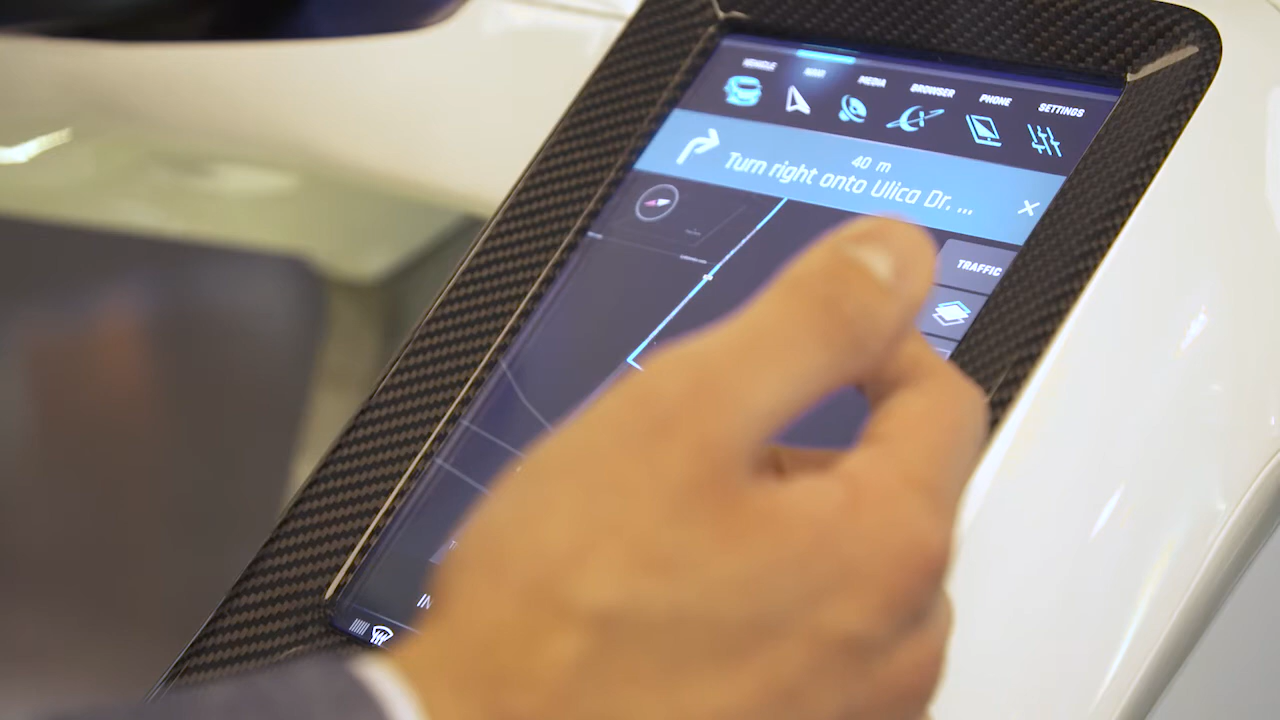 VEHICLE NAVI MEDIA BROWSER PHONE SETTINGS
40 m
Turn right onto Ulica Dr. ...
TRAFFIC